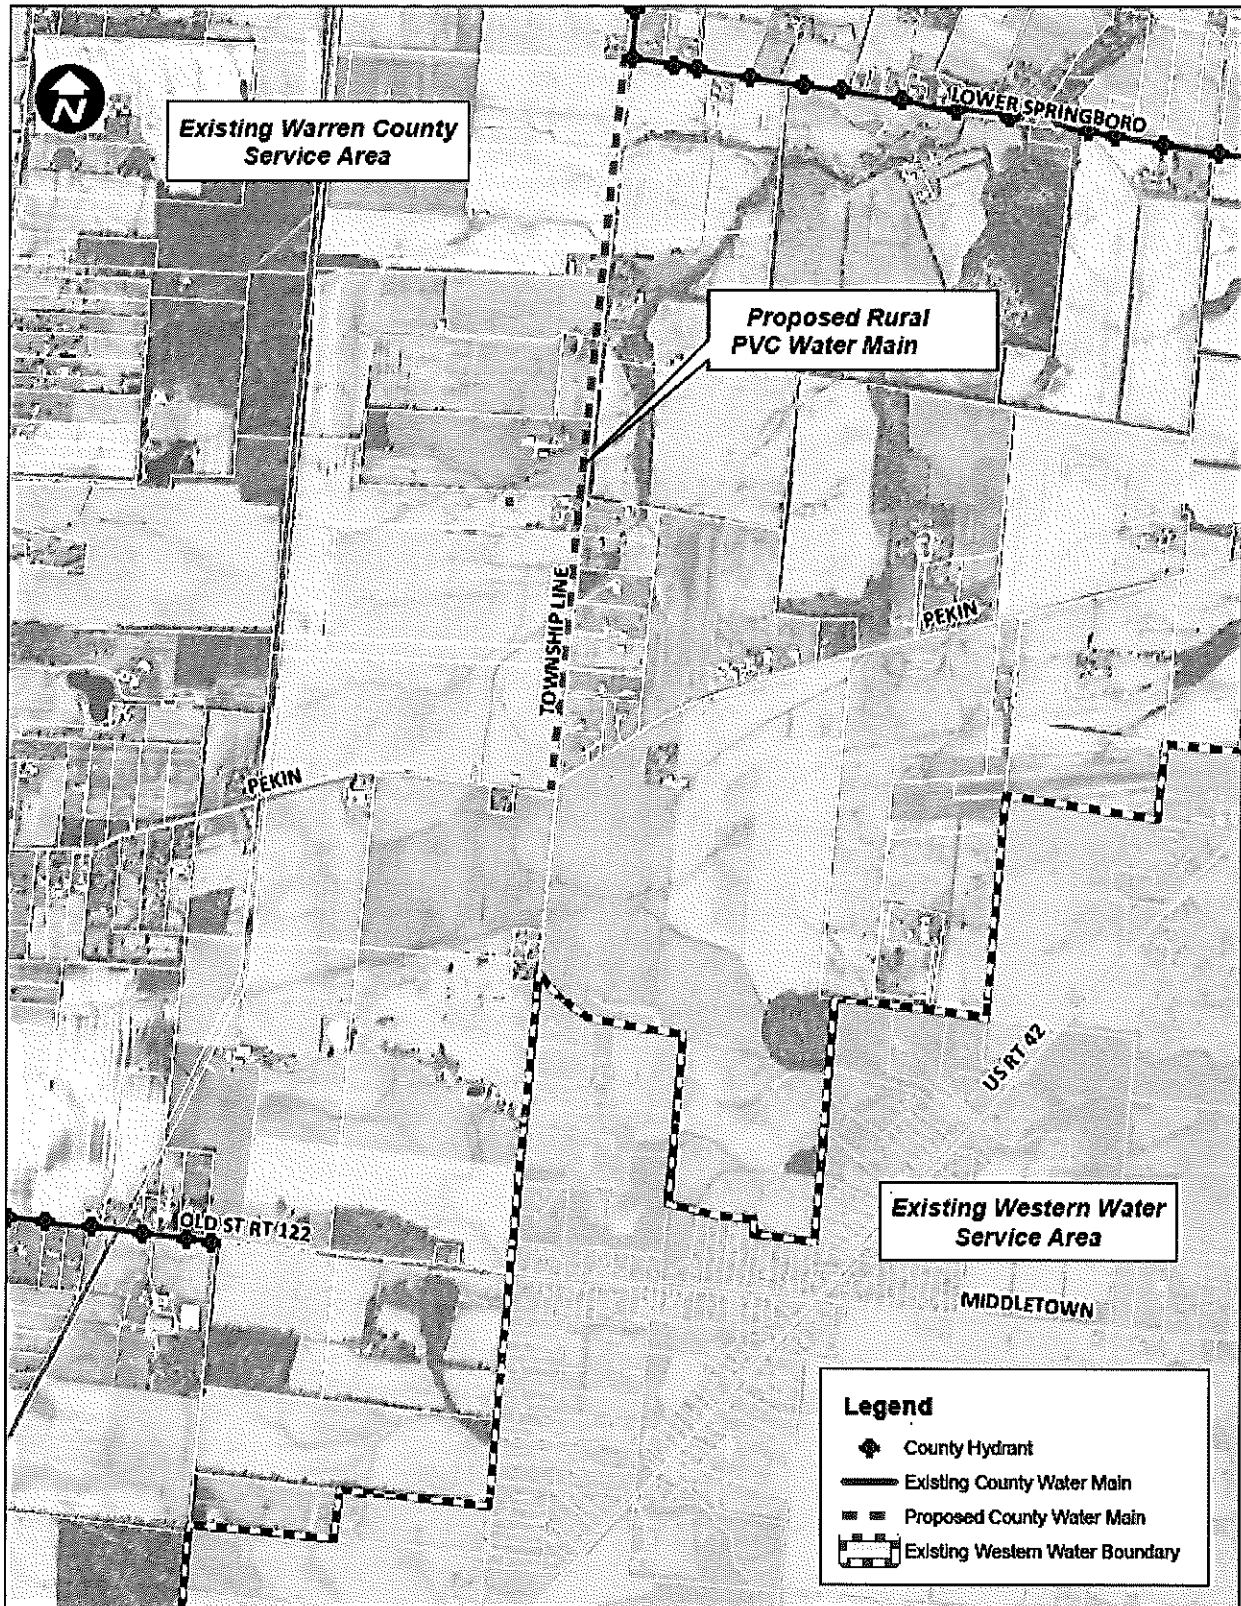 N
Existing Warren County
Service Area
LOWER SPRINGBORO
Proposed Rural
PVC Water Main
TOWNSHIP LINE
PEKIN
PEKIN
US RT 42
OLD ST RT 122
Existing Western Water
Service Area
MIDDLETOWN
Legend
County Hydrant
Existing County Water Main
Proposed County Water Main
Existing Western Water Boundary